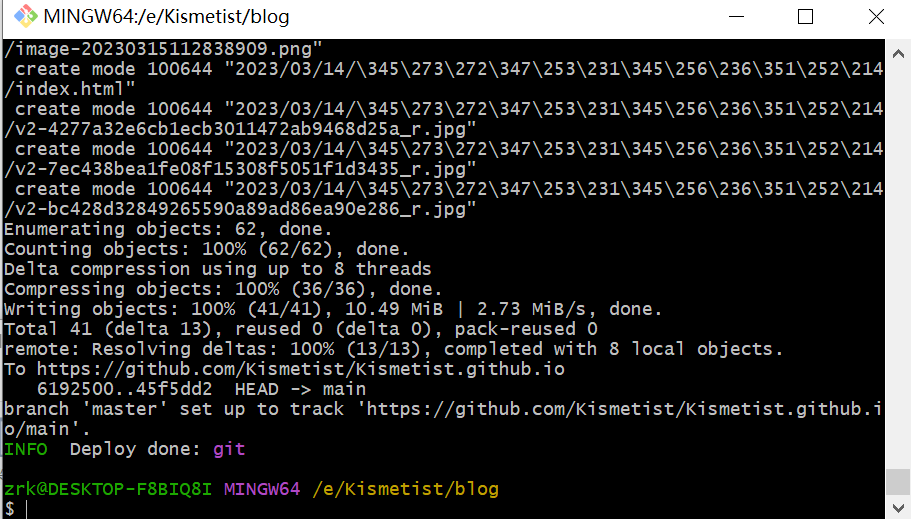 MINGW64:/e/Kismetist/blog
/image-20230315112838909.png"
 create mode 100644 "2023/03/14/\345\273\272\347\253\231\345\256\236\351\252\214
/index.html"
 create mode 100644 "2023/03/14/\345\273\272\347\253\231\345\256\236\351\252\214
/v2-4277a32e6cb1ecb3011472ab9468d25a_r.jpg"
 create mode 100644 "2023/03/14/\345\273\272\347\253\231\345\256\236\351\252\214
/v2-7ec438bea1fe08f15308f5051f1d3435_r.jpg"
 create mode 100644 "2023/03/14/\345\273\272\347\253\231\345\256\236\351\252\214
/v2-bc428d32849265590a89ad86ea90e286_r.jpg"
Enumerating objects: 62, done.
Counting objects: 100% (62/62), done.
Delta compression using up to 8 threads
Compressing objects: 100% (36/36), done.
Writing objects: 100% (41/41), 10.49 MiB | 2.73 MiB/s, done.
Total 41 (delta 13), reused 0 (delta 0), pack-reused 0
remote: Resolving deltas: 100% (13/13), completed with 8 local objects.
To https://github.com/Kismetist/Kismetist.github.io
   6192500..45f5dd2  HEAD -> main
branch 'master' set up to track 'https://github.com/Kismetist/Kismetist.github.i
o/main'.
INFO  Deploy done: git
zrk@DESKTOP-F8BIQ8I MINGW64 /e/Kismetist/blog
$